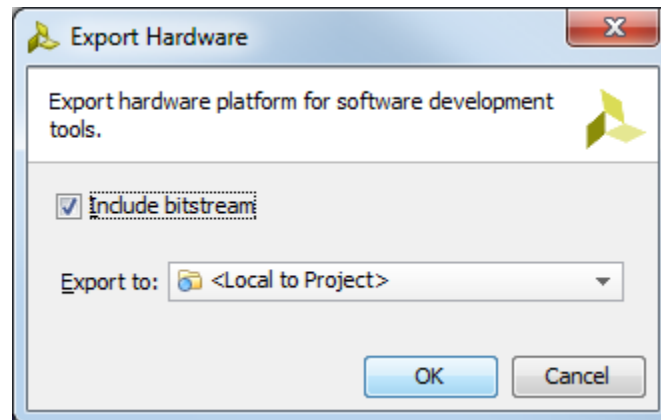 Export Hardware
Export hardware platform for software development
tools.
Include bitstream
Export to: <Local to Project>
OK Cancel